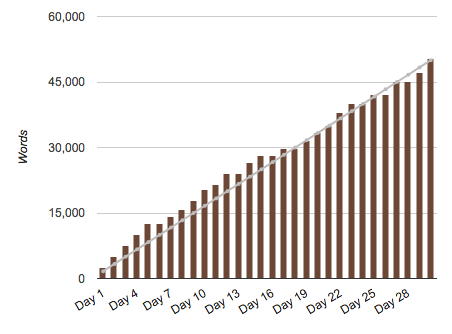 60,000
45,000
30,000
15,000
0
Words
Day 1
Day 4
Day 7
Day 10
Day 13
Day 16
Day 19
Day 22
Day 25
Day 28